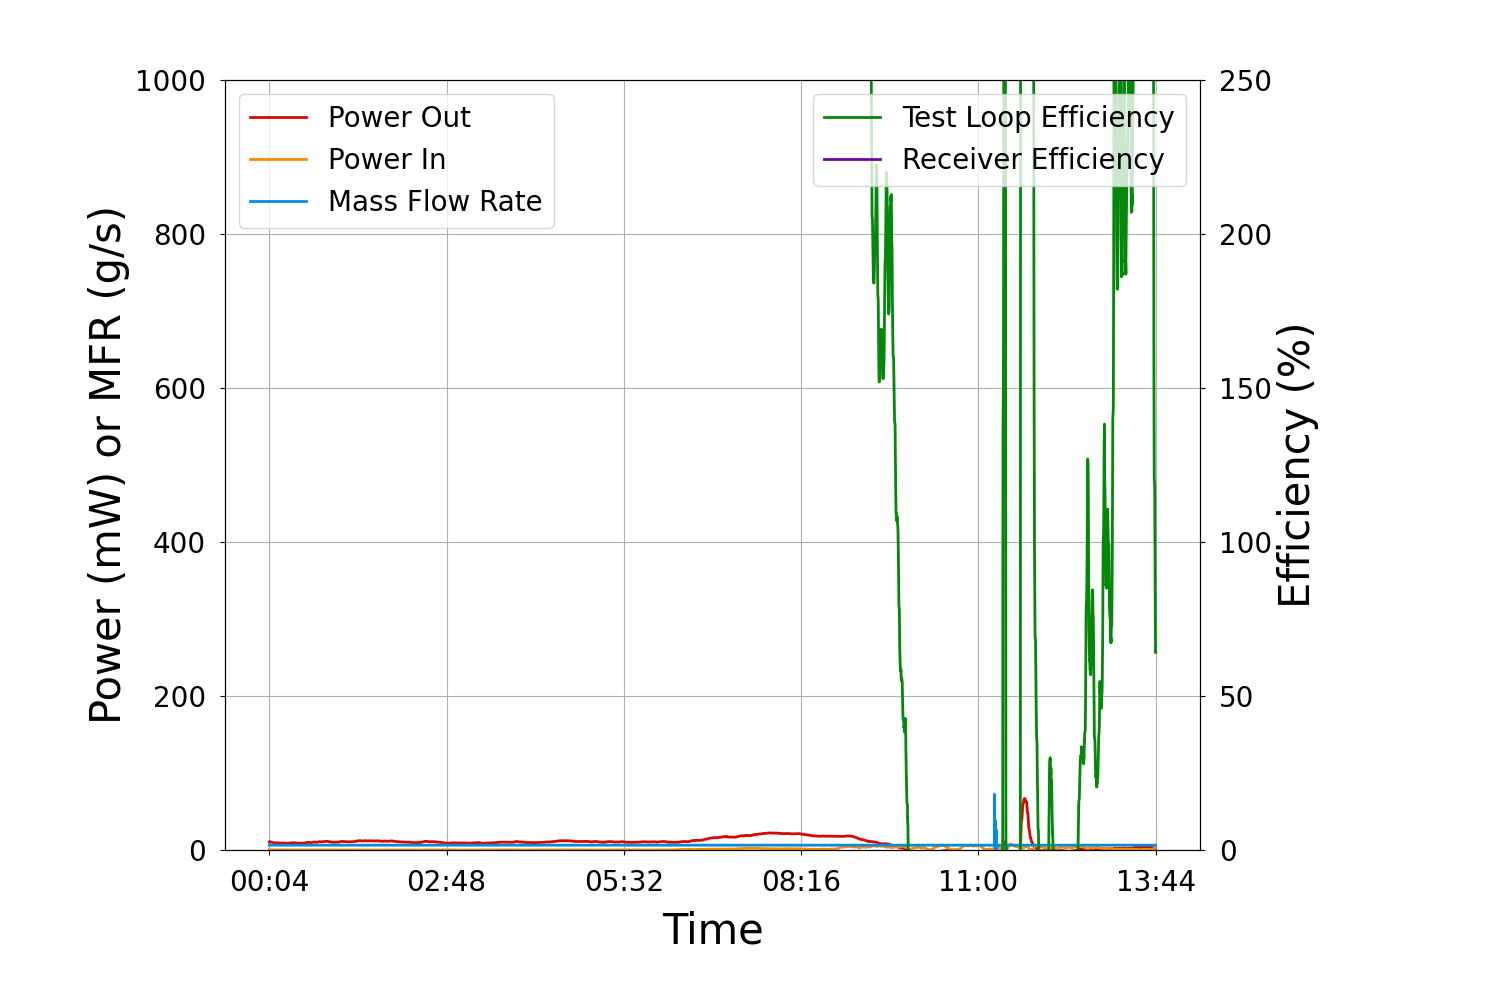 1000
800
600
400
200
0
Power (mW) or MFR (g/s)
Power Out
Power In
Mass Flow Rate
Test Loop Efficiency
Receiver Efficiency
250
200
150
100
50
0
Efficiency (%)
00:04 02:48 05:32 08:16 11:00 13:44
Time